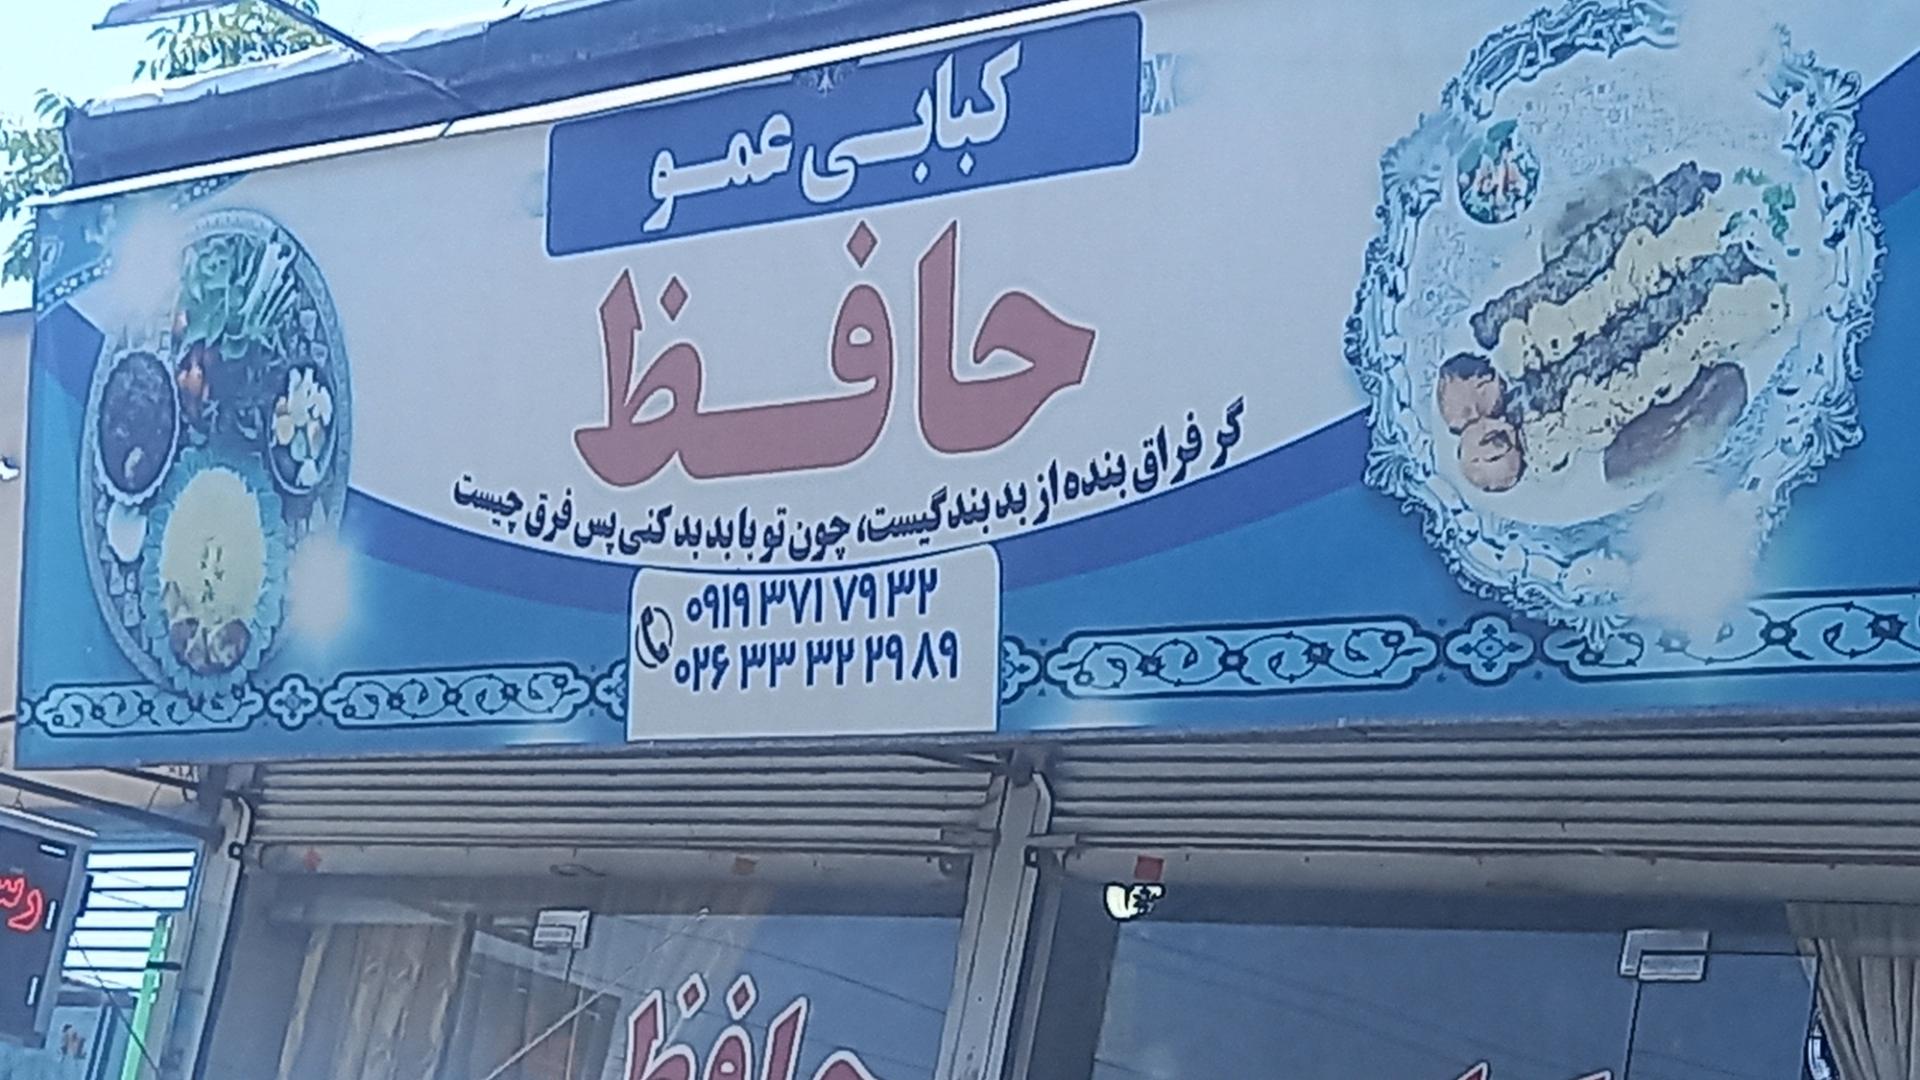 کبابی عمو
حافظ
گر فراق بنده از بد بندگیست، چون تو با بد بد کنی پس فرق چیست
۰۹۱۹ ۳۷۱ ۷۹ ۳۲
۰۲۶ ۳۳ ۳۲ ۲۹ ۸۹
حافظ